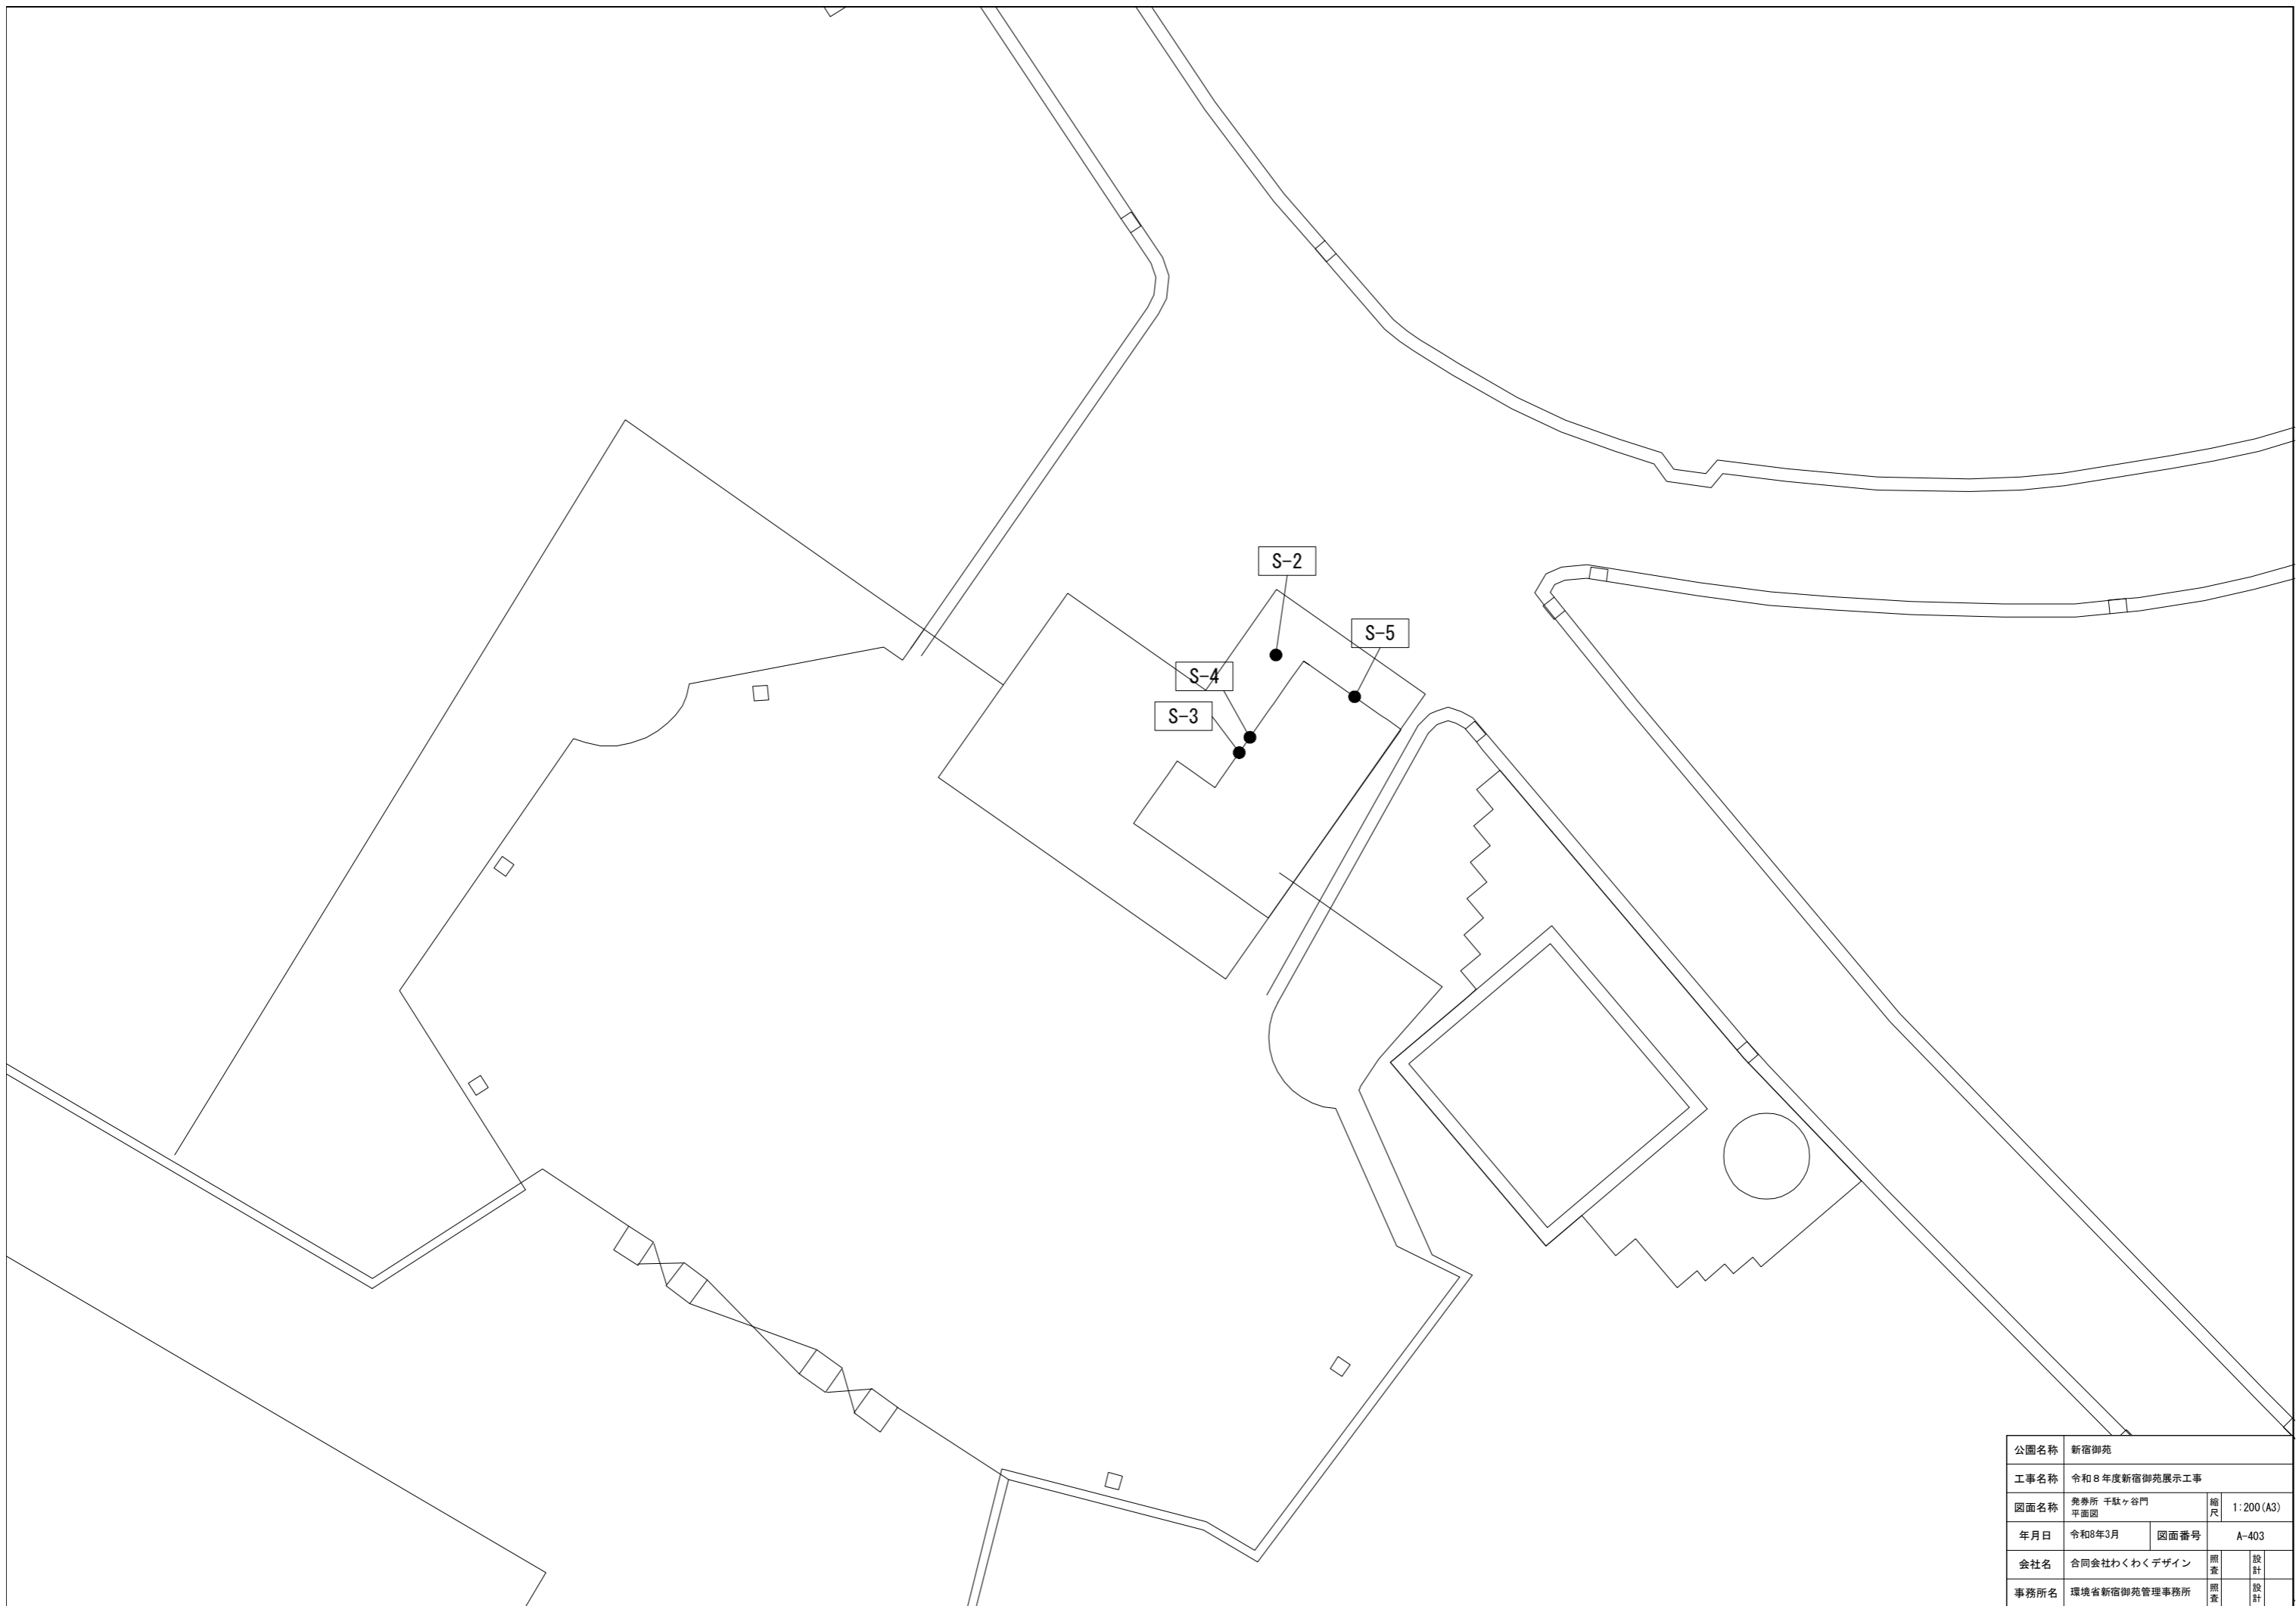 S-2
S-5
S-4
S-3
公園名称 新宿御苑
工事名称 令和８年度新宿御苑展示工事
図面名称 発券所 千駄ヶ谷門
平面図
縮尺 1:200(A3)
年月日 令和8年3月 図面番号 A-403
会社名 合同会社わくわくデザイン 照査 設計
事務所名 環境省新宿御苑管理事務所 照査 設計